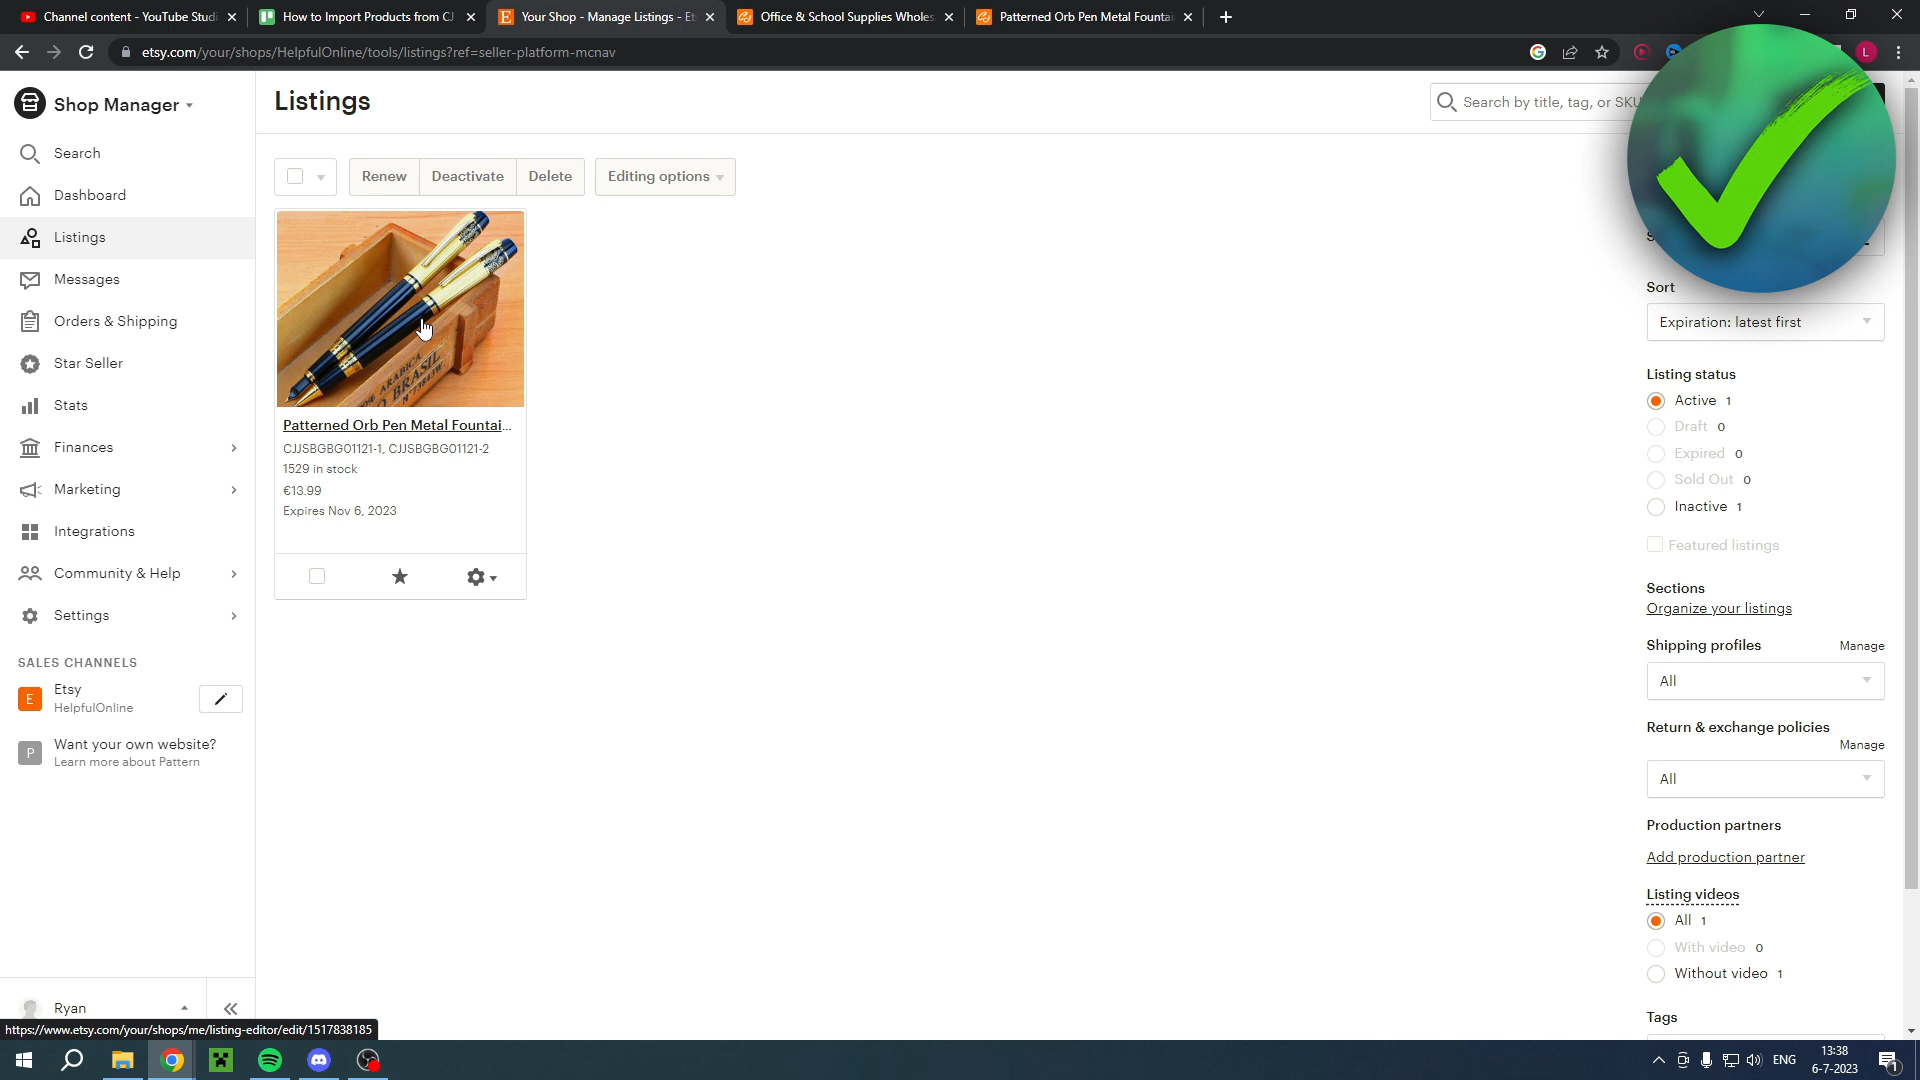 Channel content - YouTube Studi
How to Import Products from CJ
Your Shop - Manage Listings - Et
Office & School Supplies Wholes
Patterned Orb Pen Metal Fountai
etsy.com/your/shops/HelpfulOnline/tools/listings?ref=seller-platform-mcnav
L
Shop Manager
Search
Dashboard
Listings
Messages
Orders & Shipping
Star Seller
Stats
Finances
Marketing
Integrations
Community & Help
Settings
SALES CHANNELS
E
Etsy
HelpfulOnline
P
Want your own website?
Learn more about Pattern
Ryan
https://www.etsy.com/your/shops/me/listing-editor/edit/1517838185
Listings
Search by title, tag, or SKU
Renew
Deactivate
Delete
Editing options
ARABICA
O BRASIL
Patterned Orb Pen Metal Fountai...
CJJSBGBG01121-1, CJJSBGBG01121-2
1529 in stock
€13.99
Expires Nov 6, 2023
Sort
Expiration: latest first
Listing status
Active 1
Draft 0
Expired 0
Sold Out 0
Inactive 1
Featured listings
Sections
Organize your listings
Shipping profiles
Manage
All
Return & exchange policies
Manage
All
Production partners
Add production partner
Listing videos
All 1
With video 0
Without video 1
Tags
ENG
13:38
6-7-2023
1